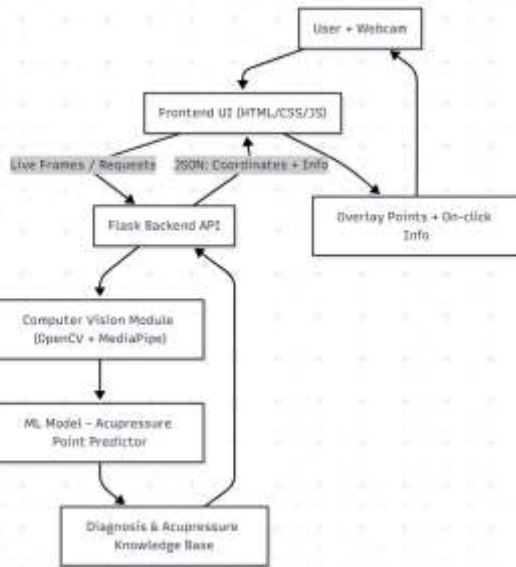 User + Webcam
Frontend UI (HTML/CSS/JS)
Live Frames / Requests
JSON: Coordinates + Info
Flask Backend API
Overlay Points + On-click
Info
Computer Vision Module
(OpenCV + MediaPipe)
ML Model - Acupressure
Point Predictor
Diagnosis & Acupressure
Knowledge Base